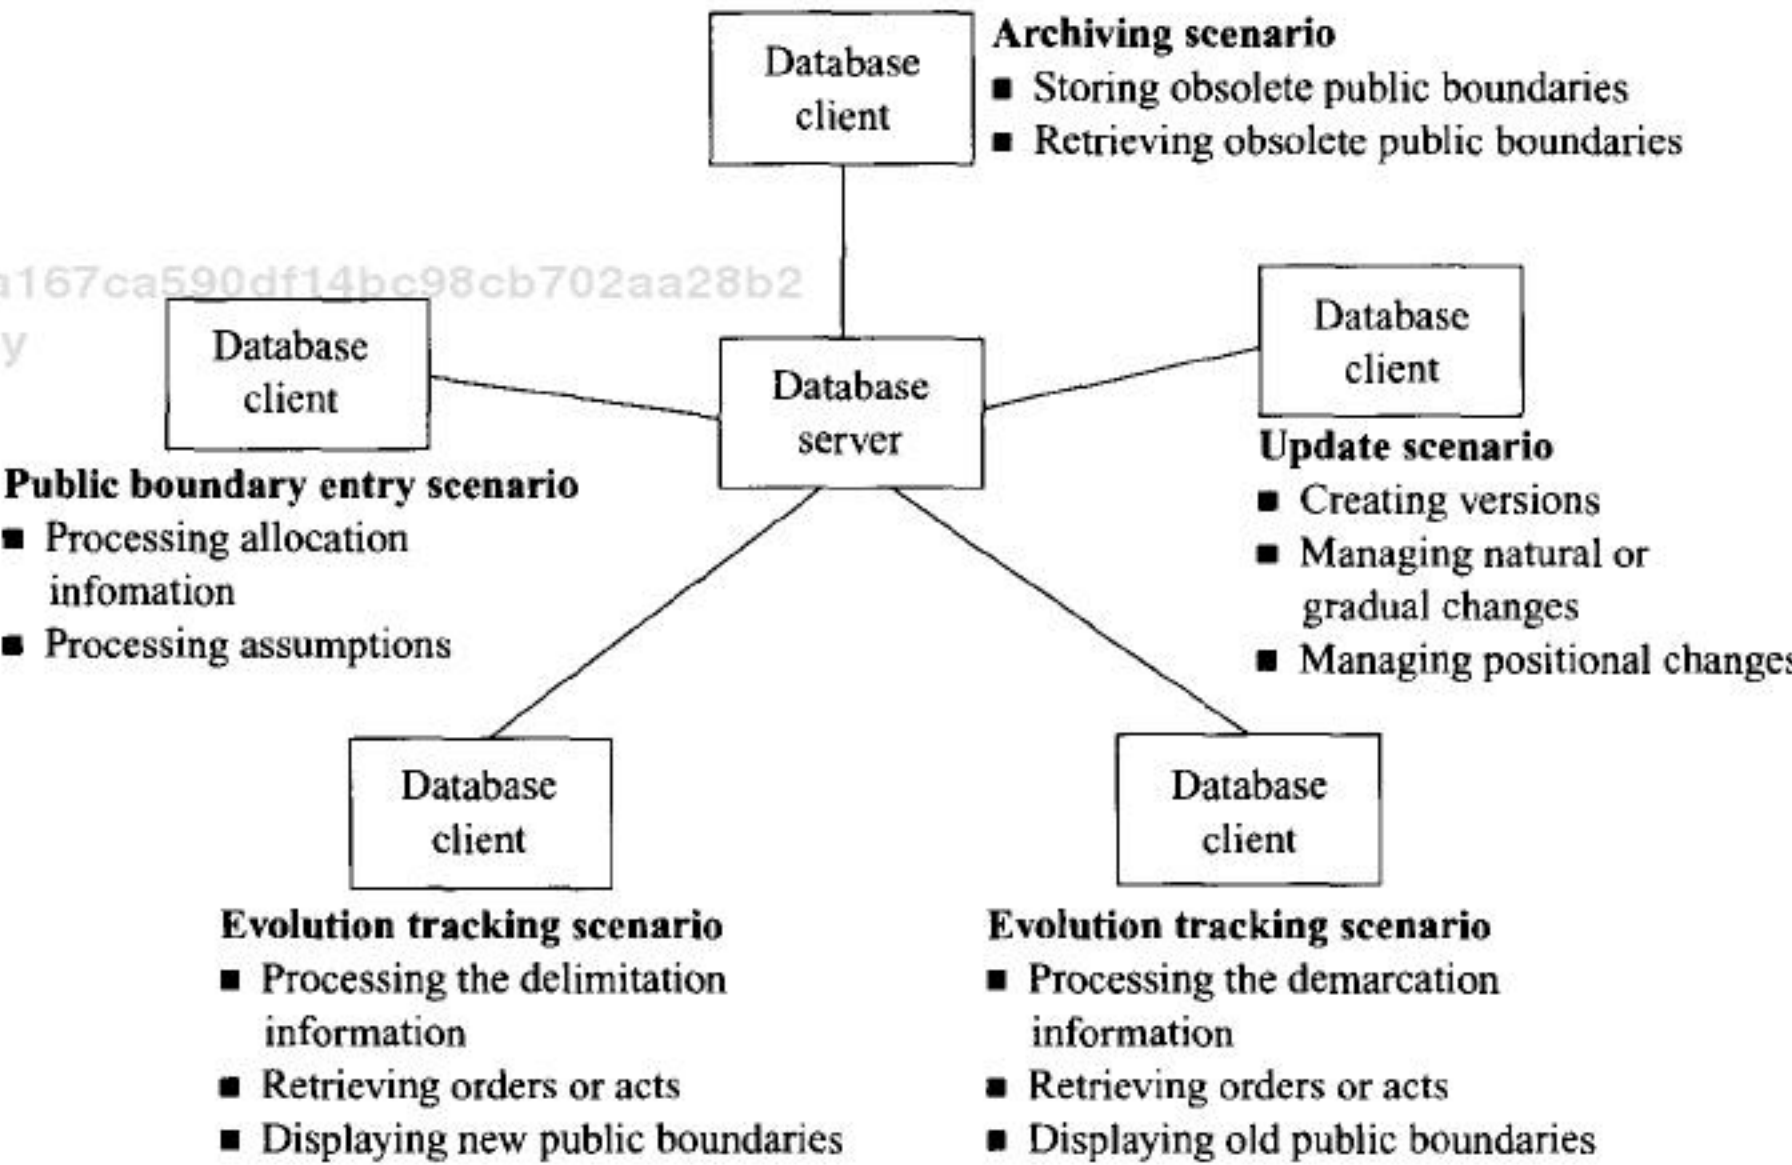 Database
client
Archiving scenario
■ Storing obsolete public boundaries
■ Retrieving obsolete public boundaries
a167ca590df14bc98cb702aa28b2
y
Database
client
Public boundary entry scenario
■ Processing allocation
infomation
■ Processing assumptions
Database
server
Database
client
Update scenario
■ Creating versions
■ Managing natural or
gradual changes
■ Managing positional changes
Database
client
Evolution tracking scenario
■ Processing the delimitation
information
■ Retrieving orders or acts
■ Displaying new public boundaries
Database
client
Evolution tracking scenario
■ Processing the demarcation
information
■ Retrieving orders or acts
■ Displaying old public boundaries